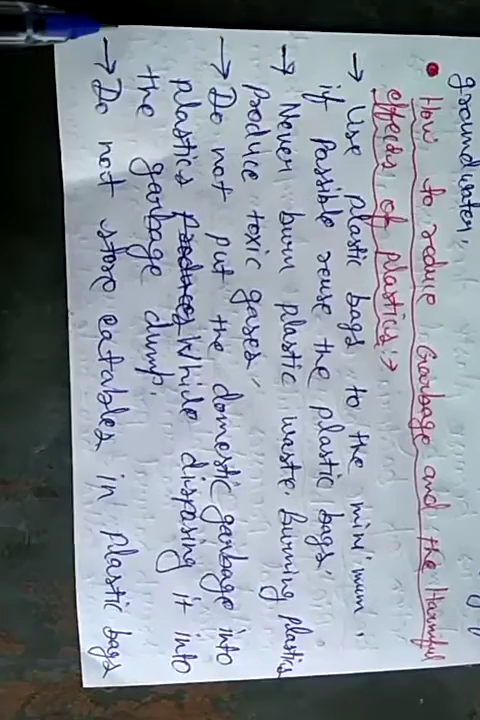 groundwater.
• How to reduce Garbage and the Harmful
effects of plastics :→
→ Use plastic bags to the minimum,
if possible reuse the plastic bags.
→ Never burn plastic waste. Burning plastics
produce toxic gases.
→ Do not put the domestic garbage into
plastics Produces While disposing it into
the garbage dump.
→ Do not store eatables in plastic bags